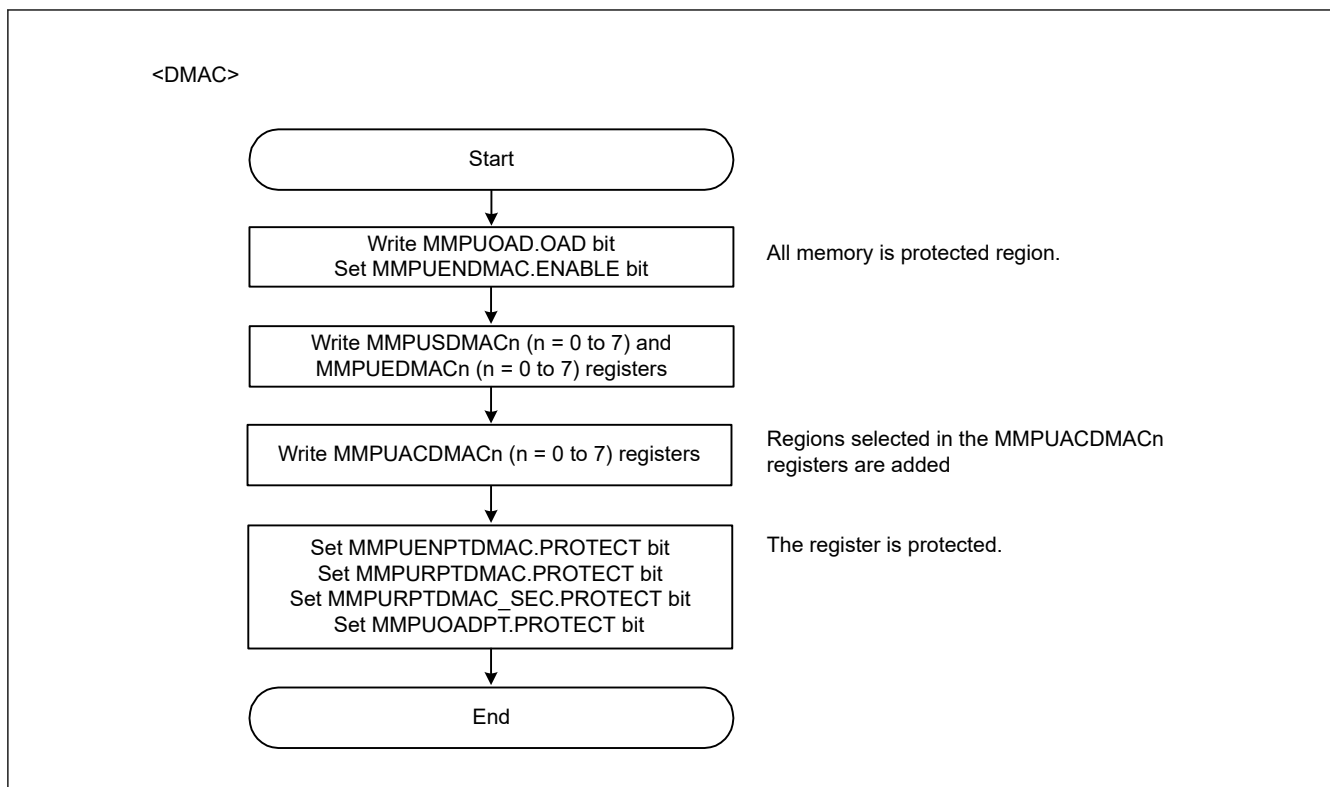 <DMAC>
Start
Write MMPUOAD.OAD bit
Set MMPUENDMAC.ENABLE bit
All memory is protected region.
Write MMPUSDMACn (n = 0 to 7) and
MMPUEDMACn (n = 0 to 7) registers
Write MMPUACDMACn (n = 0 to 7) registers
Regions selected in the MMPUACDMACn
registers are added
Set MMPUENPTDMAC.PROTECT bit
Set MMPURPTDMAC.PROTECT bit
Set MMPURPTDMAC_SEC.PROTECT bit
Set MMPUOADPT.PROTECT bit
The register is protected.
End